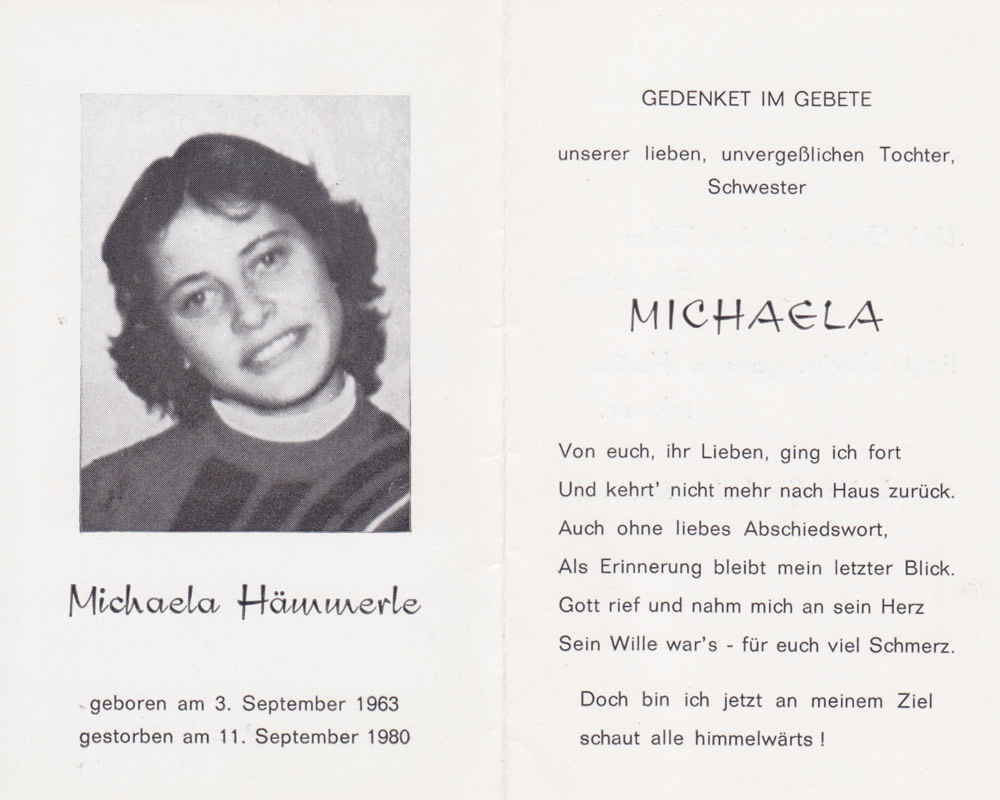 Michaela Hämmerle
geboren am 3. September 1963
gestorben am 11. September 1980
GEDENKET IM GEBETE
unserer lieben, unvergeßlichen Tochter,
Schwester
MICHAELA
Von euch, ihr Lieben, ging ich fort
Und kehrt' nicht mehr nach Haus zurück.
Auch ohne liebes Abschiedswort,
Als Erinnerung bleibt mein letzter Blick.
Gott rief und nahm mich an sein Herz
Sein Wille war's - für euch viel Schmerz.
Doch bin ich jetzt an meinem Ziel
schaut alle himmelwärts !